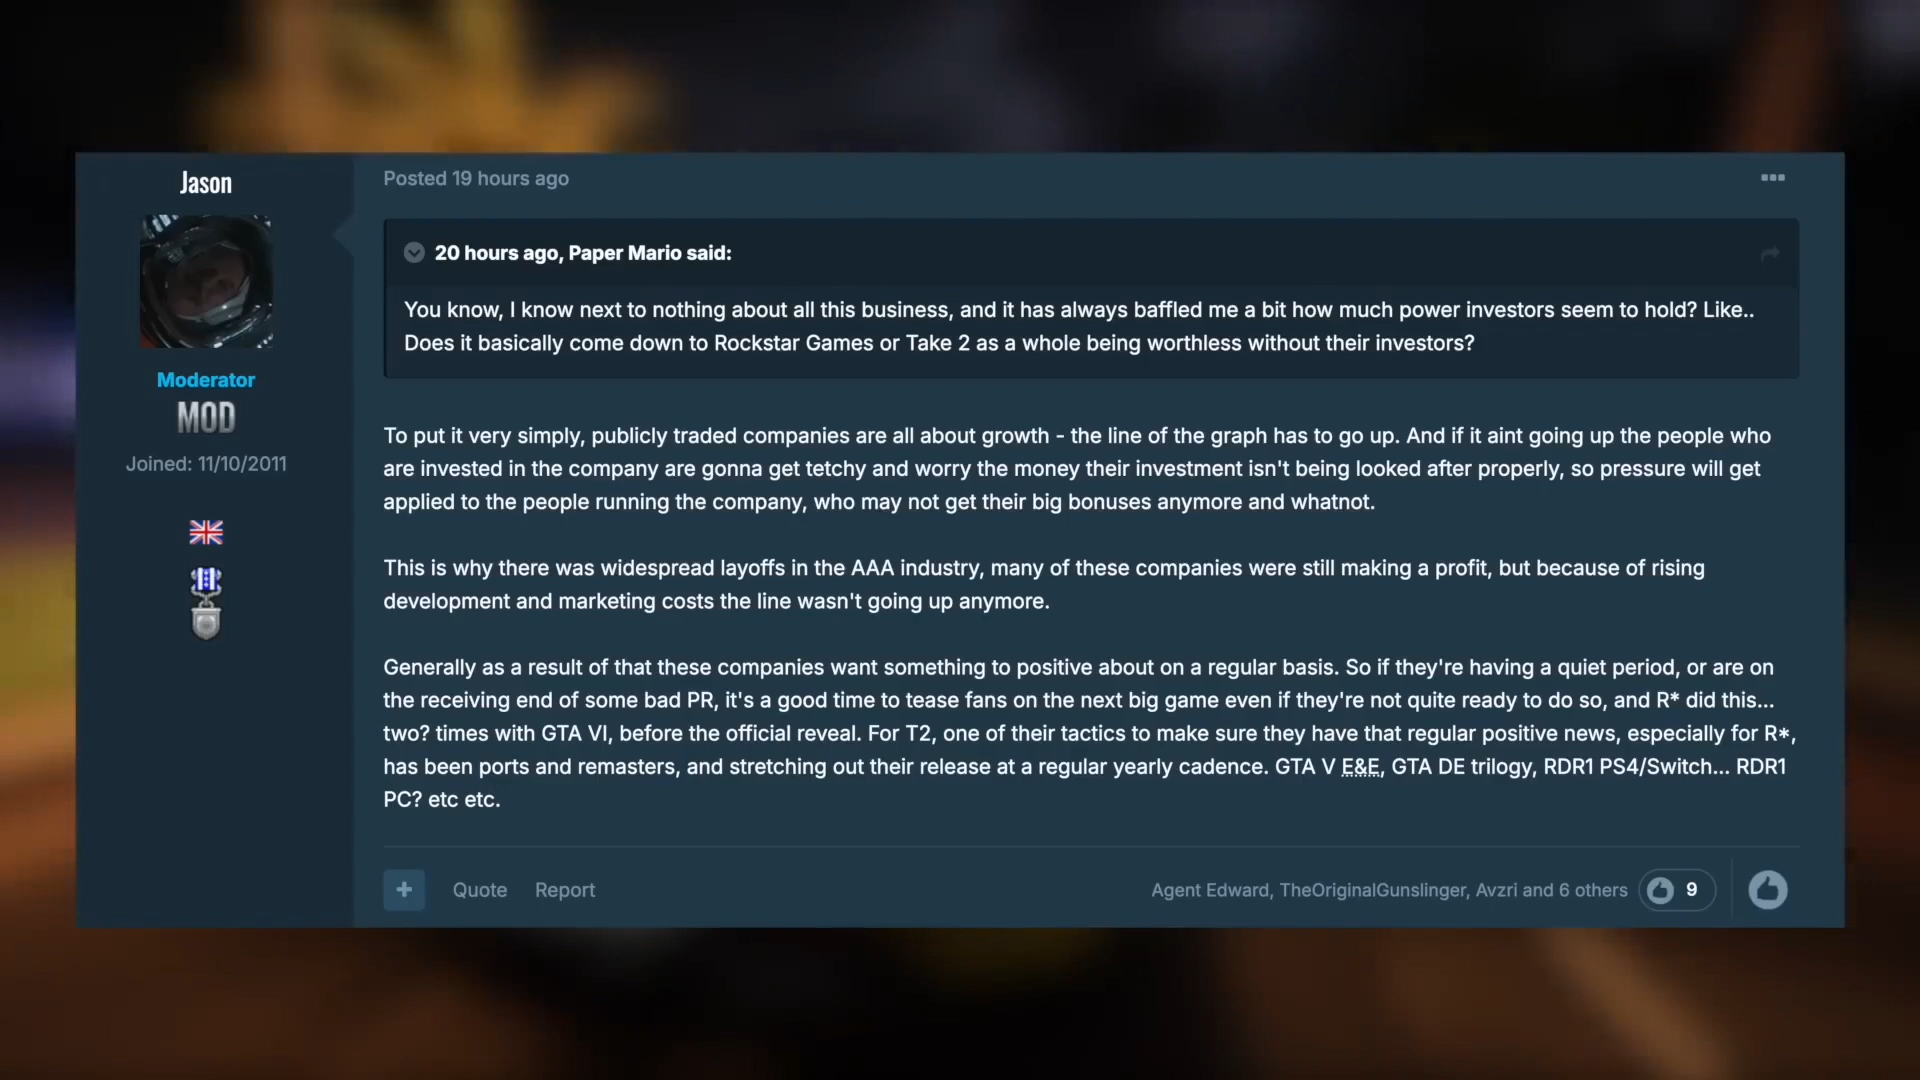 Jason
Moderator
MOD
Joined: 11/10/2011
Posted 19 hours ago
20 hours ago, Paper Mario said:
You know, I know next to nothing about all this business, and it has always baffled me a bit how much power investors seem to hold? Like..
Does it basically come down to Rockstar Games or Take 2 as a whole being worthless without their investors?
To put it very simply, publicly traded companies are all about growth - the line of the graph has to go up. And if it aint going up the people who
are invested in the company are gonna get tetchy and worry the money their investment isn't being looked after properly, so pressure will get
applied to the people running the company, who may not get their big bonuses anymore and whatnot.
This is why there was widespread layoffs in the AAA industry, many of these companies were still making a profit, but because of rising
development and marketing costs the line wasn't going up anymore.
Generally as a result of that these companies want something to positive about on a regular basis. So if they're having a quiet period, or are on
the receiving end of some bad PR, it's a good time to tease fans on the next big game even if they're not quite ready to do so, and R* did this...
two? times with GTA VI, before the official reveal. For T2, one of their tactics to make sure they have that regular positive news, especially for R*,
has been ports and remasters, and stretching out their release at a regular yearly cadence. GTA V E&E, GTA DE trilogy, RDR1 PS4/Switch... RDR1
PC? etc etc.
+ Quote Report
Agent Edward, TheOriginalGunslinger, Avzri and 6 others 9